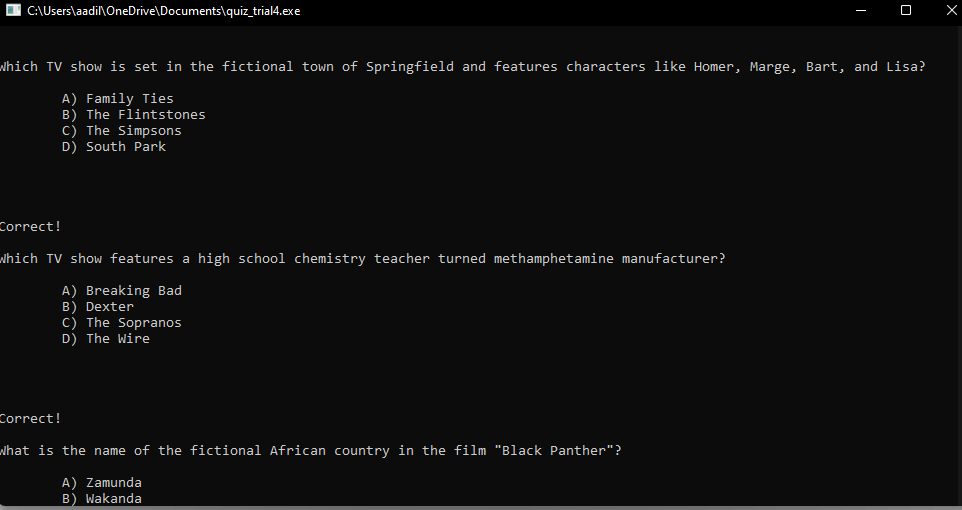 C:\Users\aadil\OneDrive\Documents\quiz_trial4.exe
Which TV show is set in the fictional town of Springfield and features characters like Homer, Marge, Bart, and Lisa?
A) Family Ties
B) The Flintstones
C) The Simpsons
D) South Park
Correct!
Which TV show features a high school chemistry teacher turned methamphetamine manufacturer?
A) Breaking Bad
B) Dexter
C) The Sopranos
D) The Wire
Correct!
What is the name of the fictional African country in the film "Black Panther"?
A) Zamunda
B) Wakanda